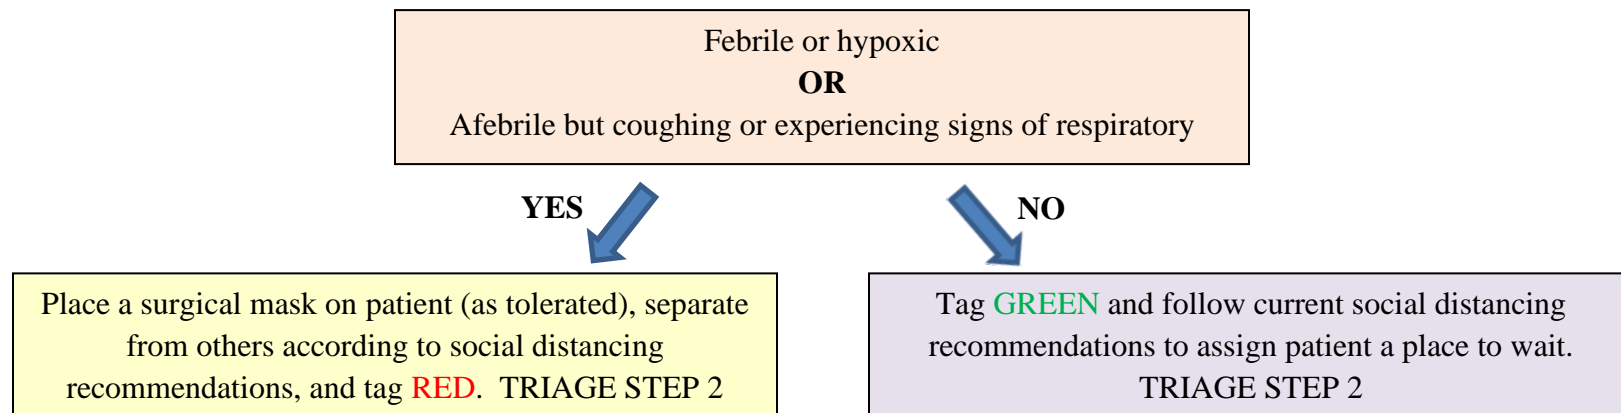 Febrile or hypoxic
OR
Afebrile but coughing or experiencing signs of respiratory
YES
NO
Place a surgical mask on patient (as tolerated), separate
from others according to social distancing
recommendations, and tag RED. TRIAGE STEP 2
Tag GREEN and follow current social distancing
recommendations to assign patient a place to wait.
TRIAGE STEP 2